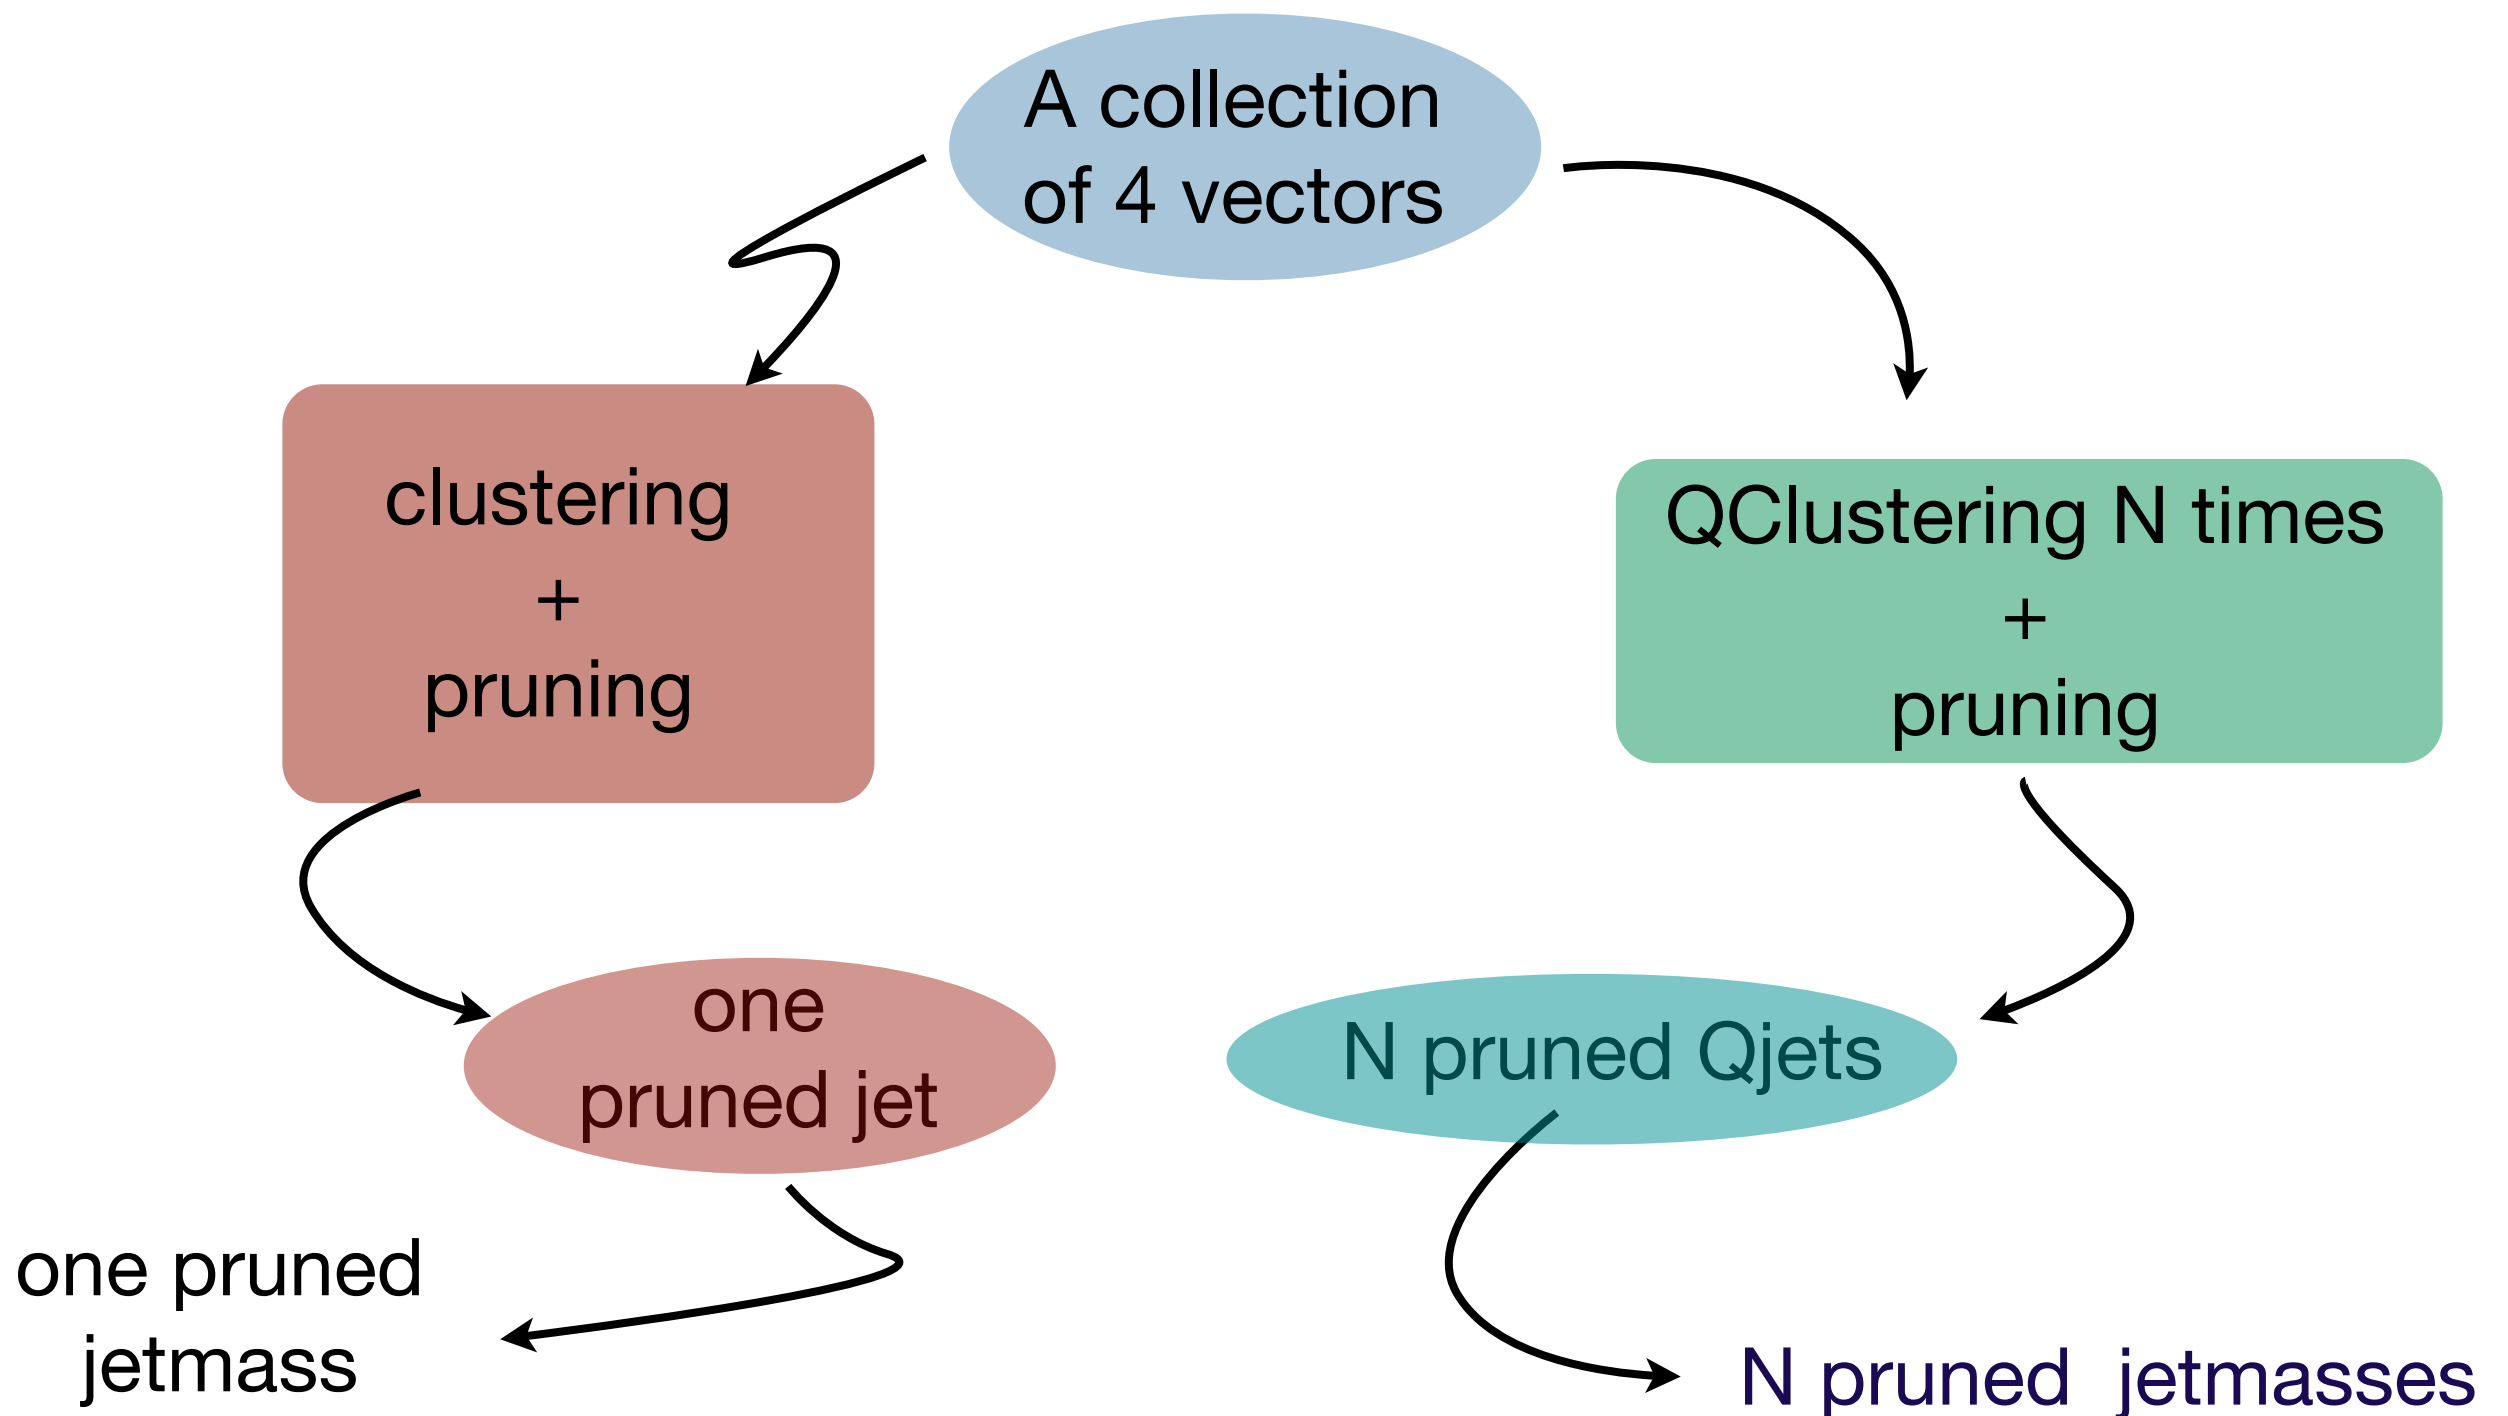 A collection
of 4 vectors
clustering
+
pruning
QClustering N times
+
pruning
one
pruned jet
N pruned Qjets
one pruned
jetmass
N pruned jetmasses